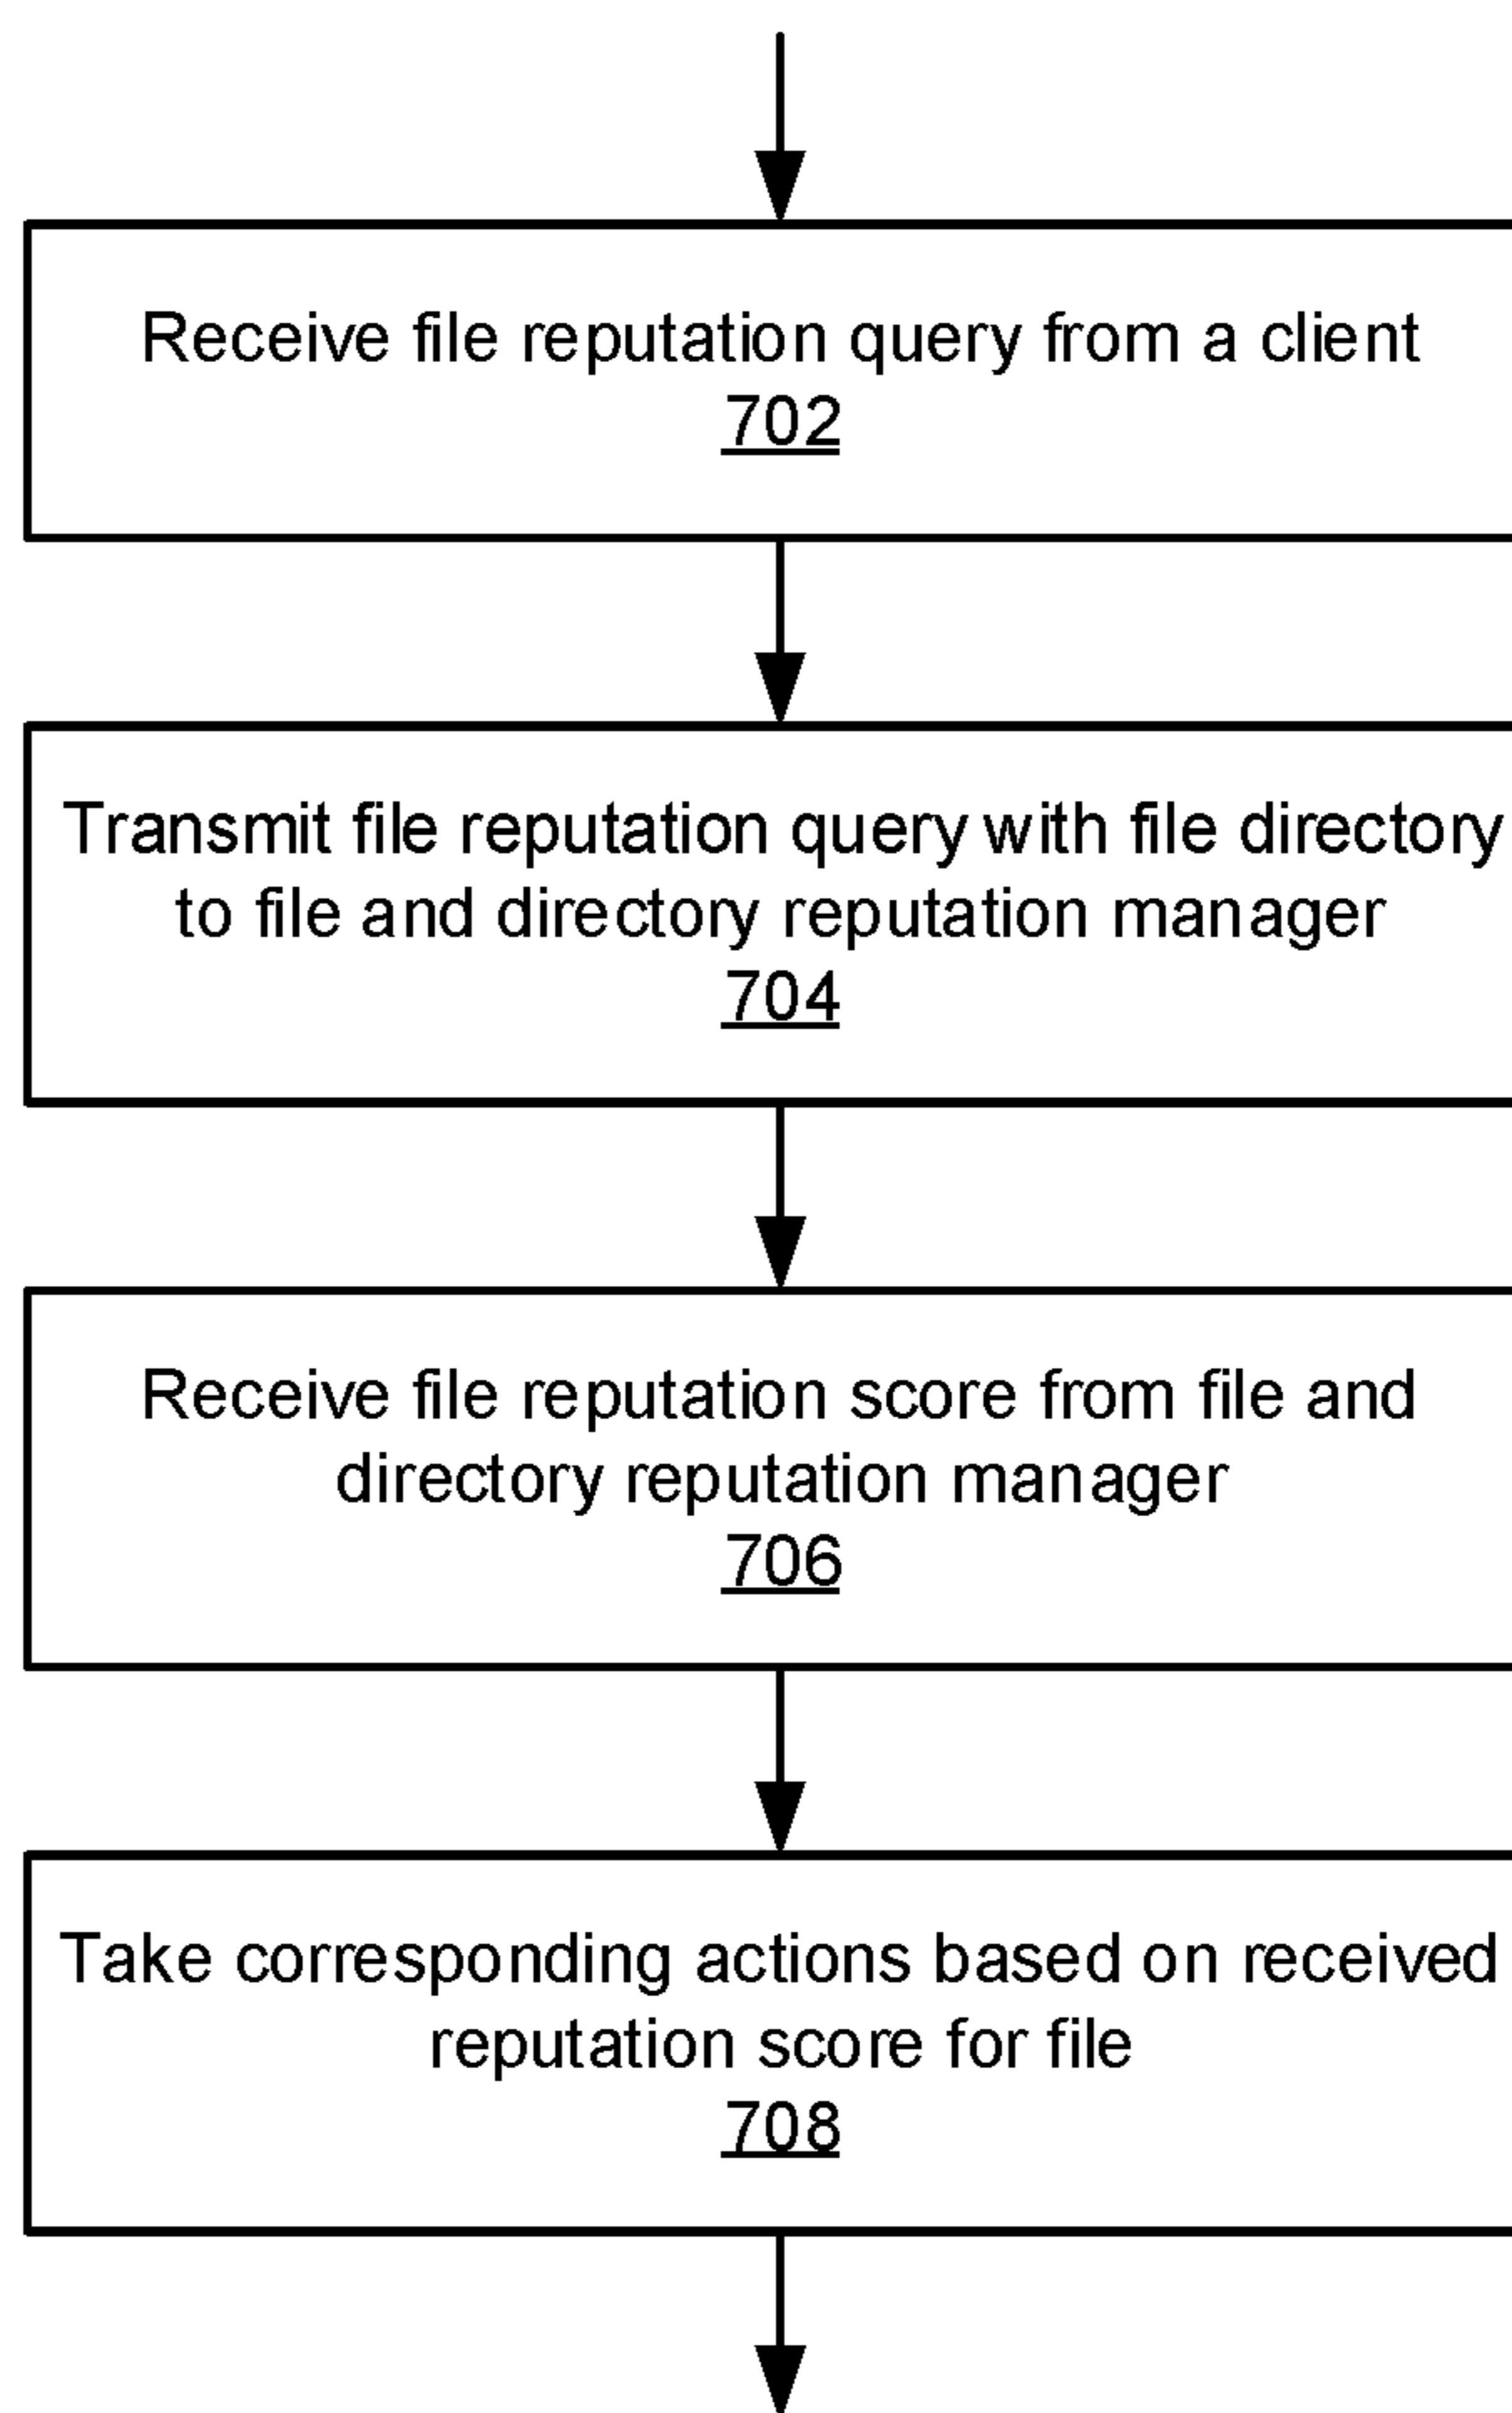 Receive file reputation query from a client
702
Transmit file reputation query with file directory
to file and directory reputation manager
704
Receive file reputation score from file and
directory reputation manager
706
Take corresponding actions based on received
reputation score for file
708